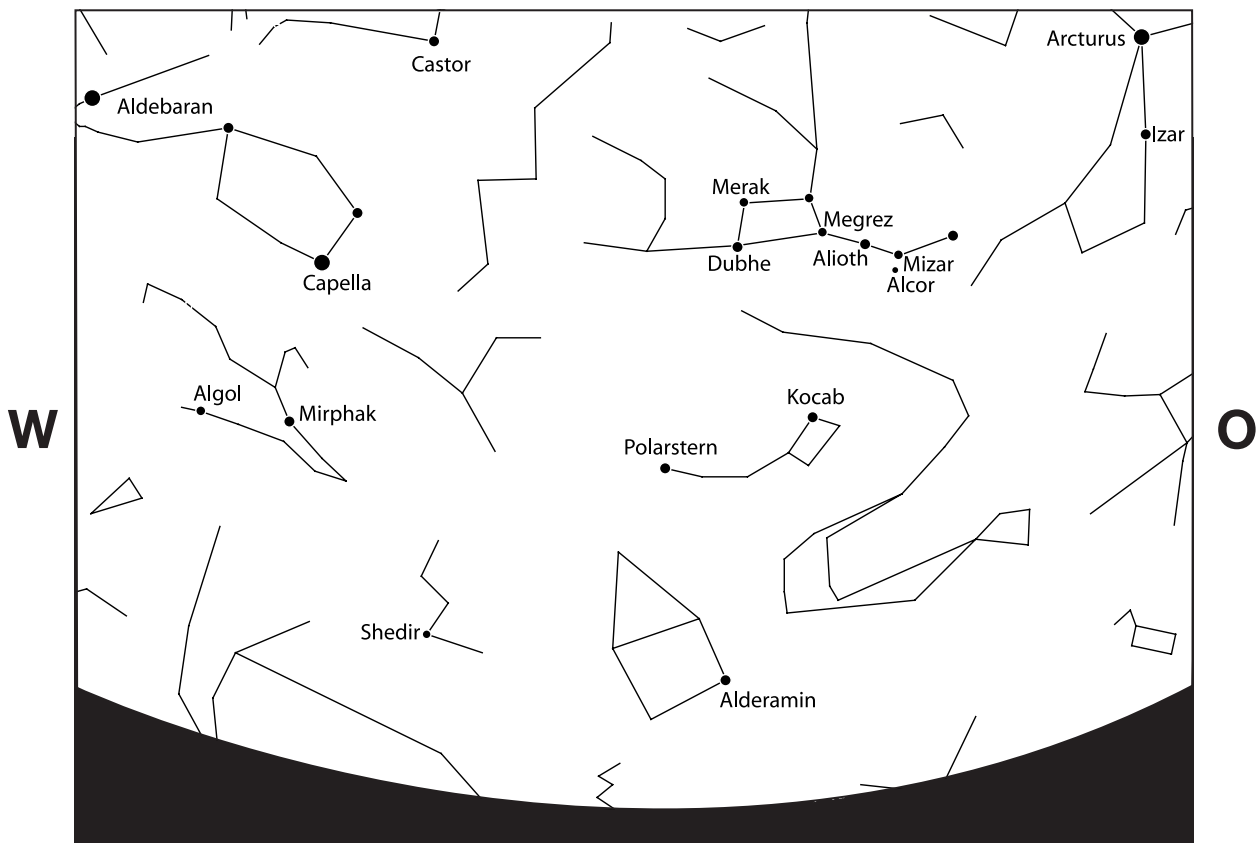 Arcturus
Castor
Aldebaran
Izar
Merak
Megrez
Dubhe
Alioth
Mizar
Capella
Alcor
Algol
Kocab
Mirphak
W
O
Polarstern
Shedir
Alderamin